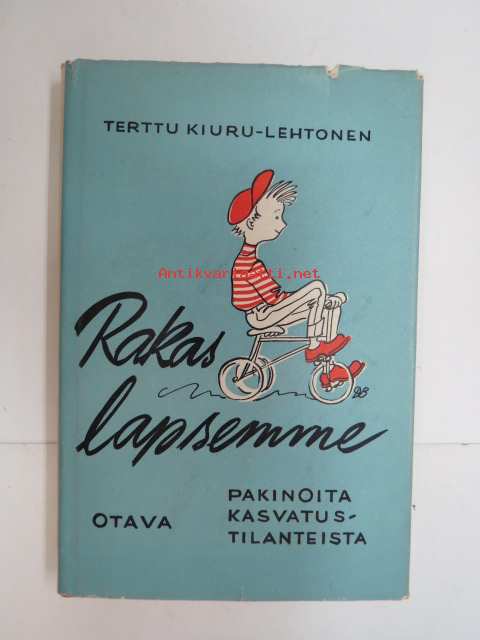 TERTTU KIURU-LEHTONEN
Antikvariaatti.net
Rakas
lapsemme
PAKINOITA
OTAVA KASVATUS-
TILANTEISTA